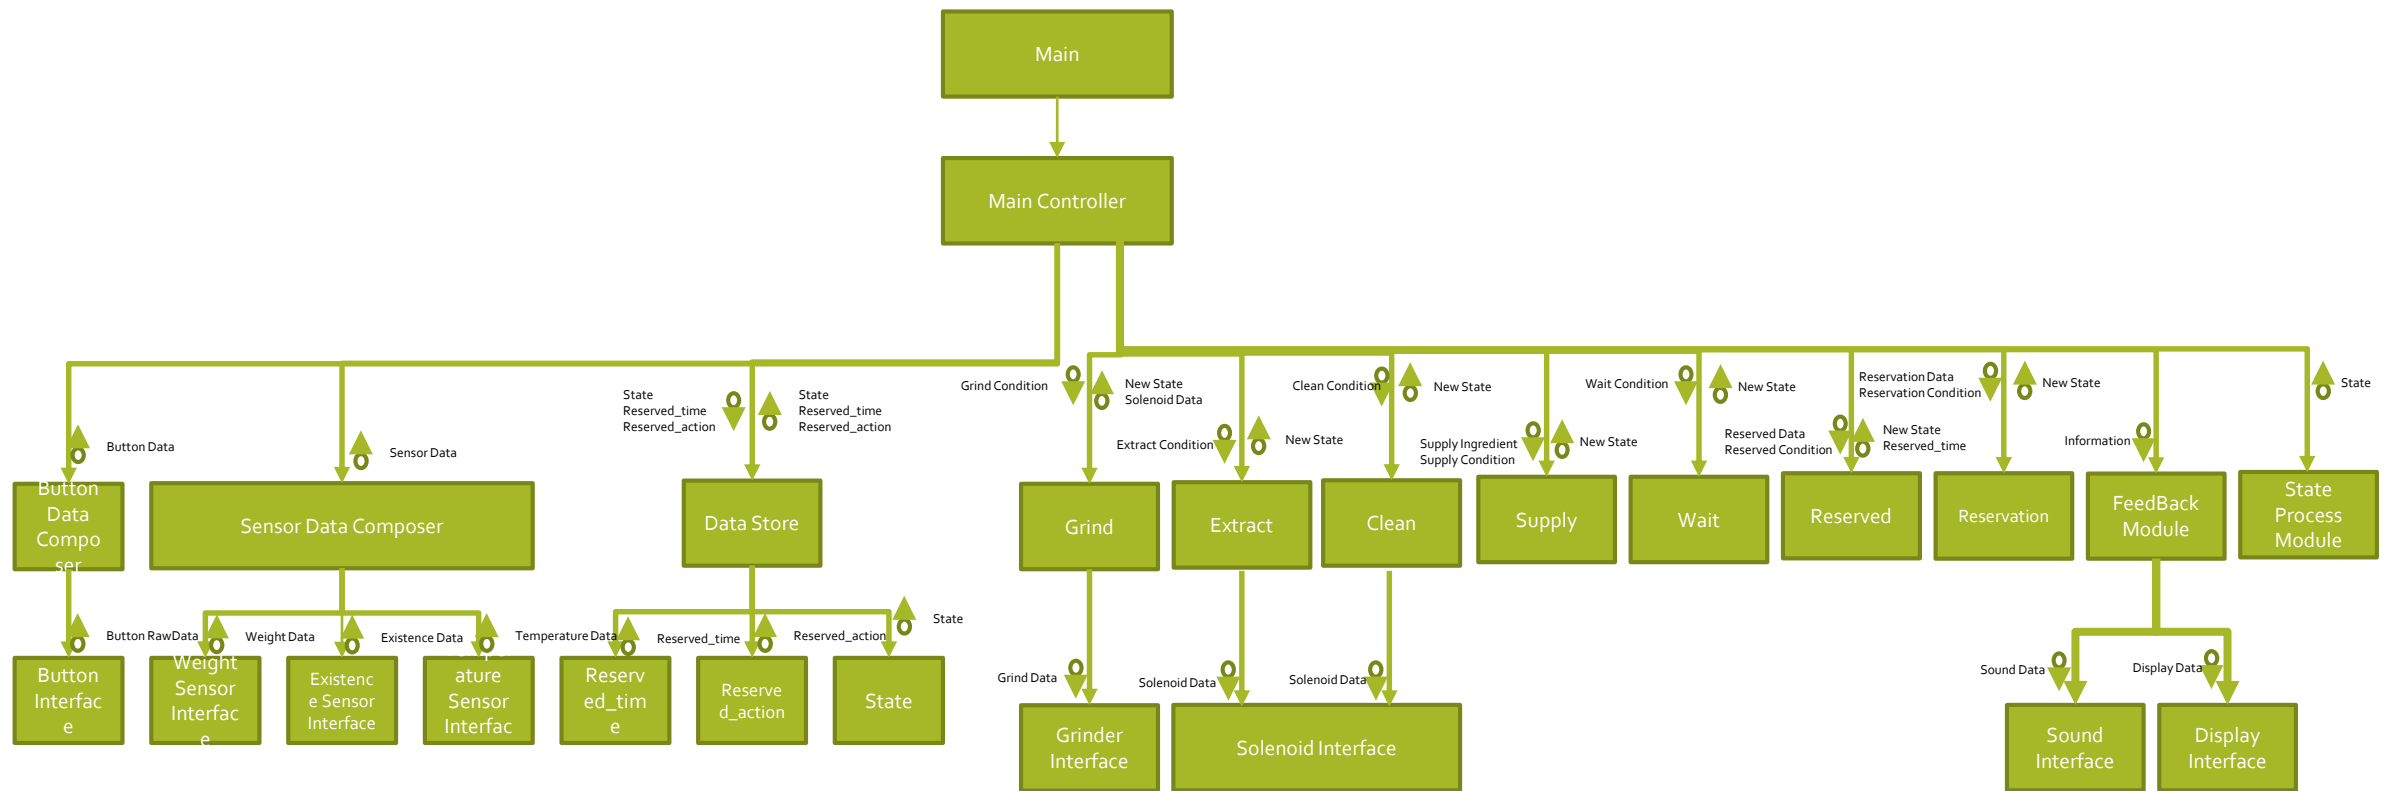 Main
Main Controller
Grind Condition
New State
Solenoid Data
Clean Condition
New State
Wait Condition
New State
Reservation Data
Reservation Condition
New State
State
State
Reserved_time
Reserved_action
State
Reserved_time
Reserved_action
Button Data
Sensor Data
Extract Condition
New State
Supply Ingredient
Supply Condition
New State
Reserved Data
Reserved Condition
New State
Reserved_time
Information
Button
Data
Compo
ser
Sensor Data Composer
Data Store
Grind
Extract
Clean
Supply
Wait
Reserved
Reservation
FeedBack
Module
State
Process
Module
Button RawData
Weight Data
Existence Data
Temperature Data
Reserved_time
Reserved_action
State
Button
Interfac
e
Weight
Sensor
Interfac
e
Existenc
e Sensor
Interface
ature
Sensor
Interfac
Reserv
ed_tim
e
Reserve
d_action
State
Grind Data
Solenoid Data
Solenoid Data
Sound Data
Display Data
Grinder
Interface
Solenoid Interface
Sound
Interface
Display
Interface